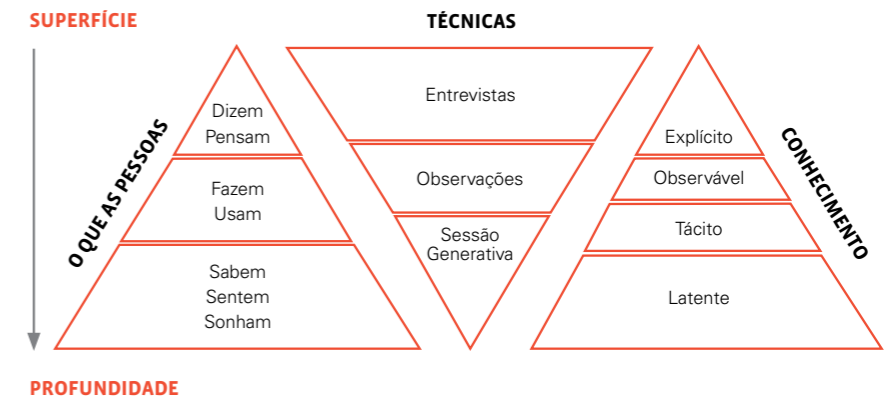 SUPERFÍCIE
TÉCNICAS
O QUE AS PESSOAS
Dizem
Pensam
Fazem
Usam
Sabem
Sentem
Sonham
Entrevistas
Observações
Sessão
Generativa
Explícito
Observável
Tácito
Latente
CONHECIMENTO
PROFUNDIDADE